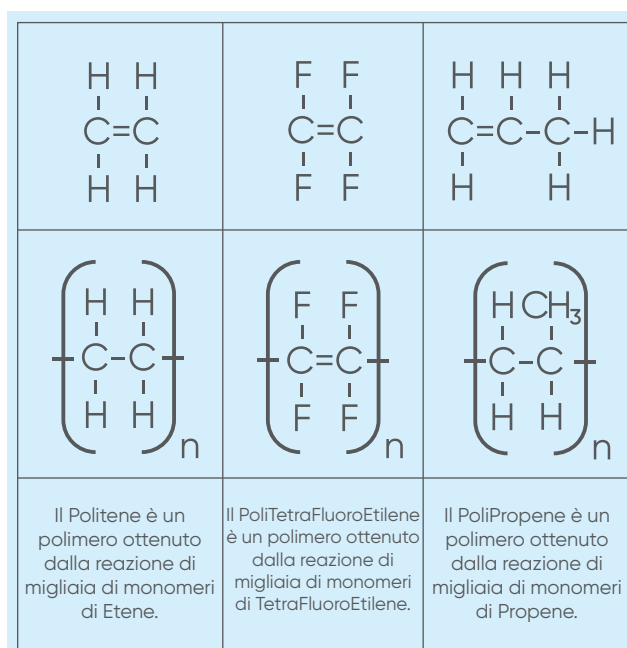 H H
C=C
H H
F F
C=C
F F
H H H
C=C-C-H
H H
H H
C-C
H H
n
F F
C=C
F F
n
H CH3
C-C
H H
n
Il Politene è un
polimero ottenuto
dalla reazione di
migliaia di monomeri
di Etene.
Il PoliTetraFluoroEtilene
è un polimero ottenuto
dalla reazione di
migliaia di monomeri
di TetraFluoroEtilene.
Il PoliPropene è un
polimero ottenuto
dalla reazione di
migliaia di monomeri
di Propene.